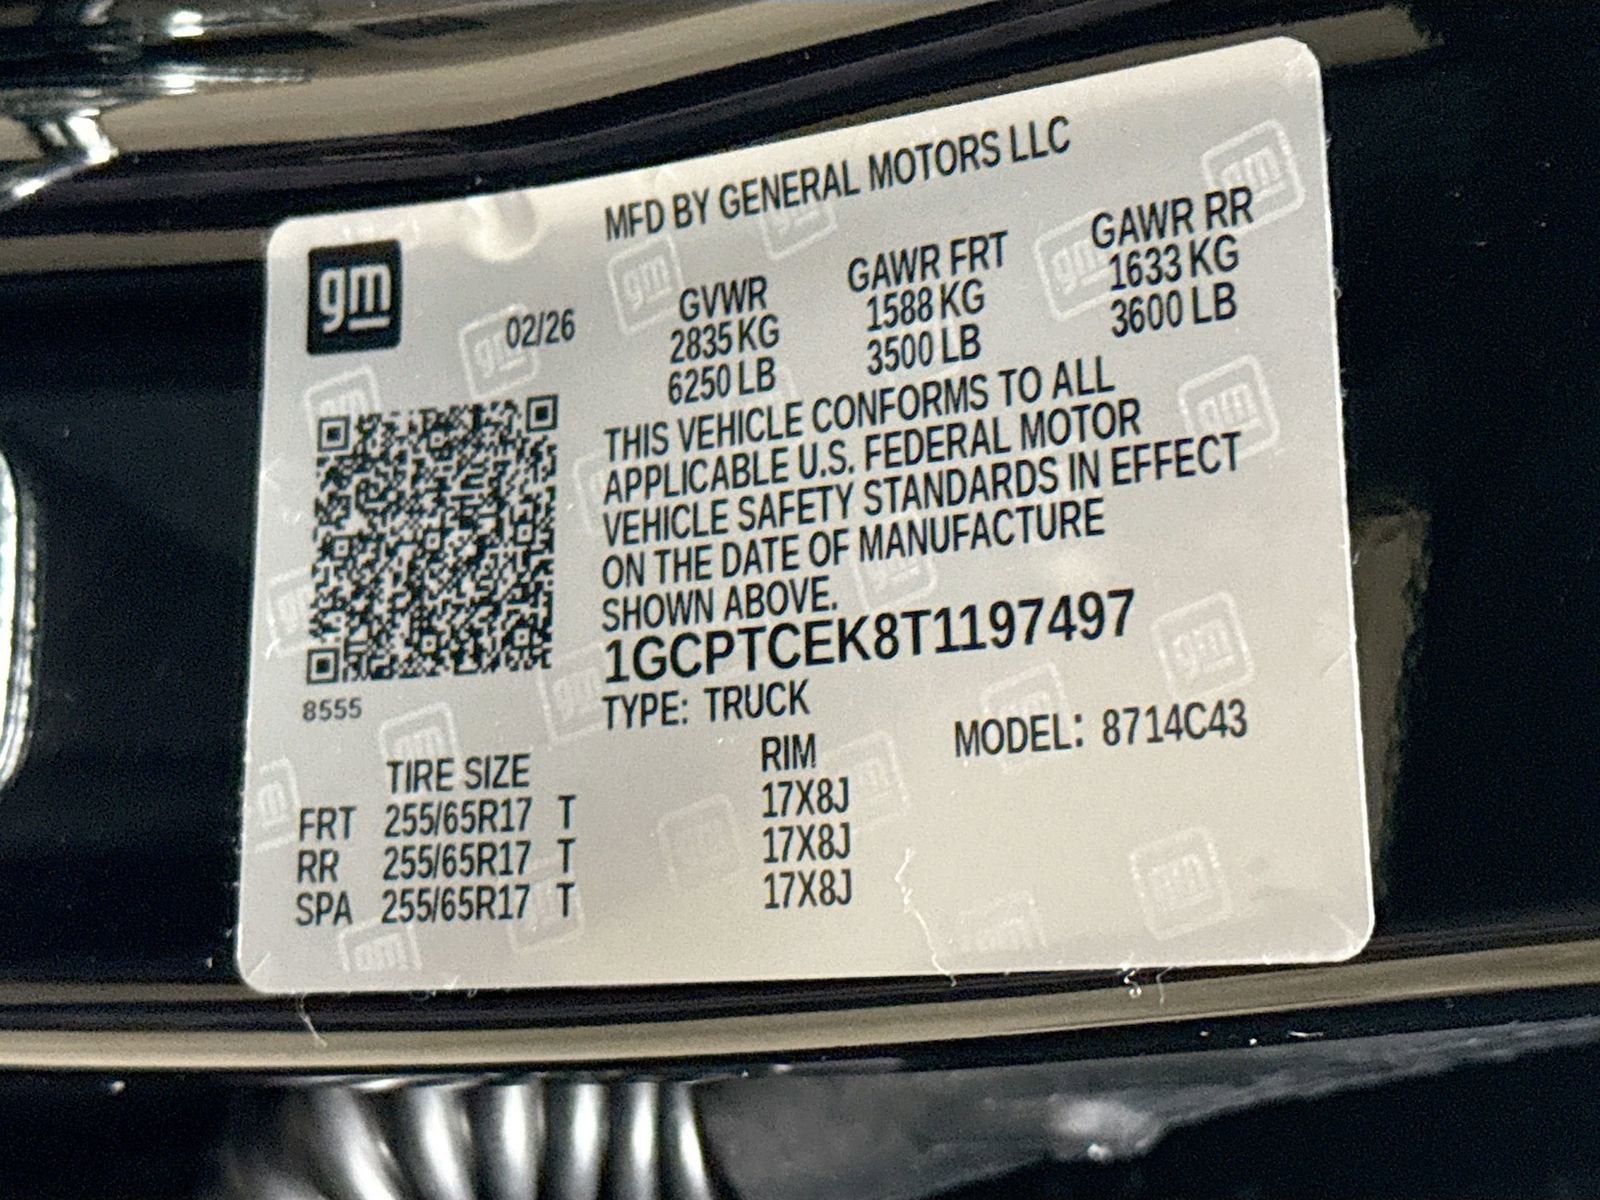 MFD BY GENERAL MOTORS LLC
gm
02/26
GVWR GAWR FRT GAWR RR
2835 KG 1588 KG 1633 KG
6250 LB 3500 LB 3600 LB
THIS VEHICLE CONFORMS TO ALL
APPLICABLE U.S. FEDERAL MOTOR
VEHICLE SAFETY STANDARDS IN EFFECT
ON THE DATE OF MANUFACTURE
SHOWN ABOVE.
1GCPTCEK8T1197497
8555
TYPE: TRUCK MODEL: 8714C43
TIRE SIZE RIM
FRT 255/65R17 T 17X8J
RR 255/65R17 T 17X8J
SPA 255/65R17 T 17X8J